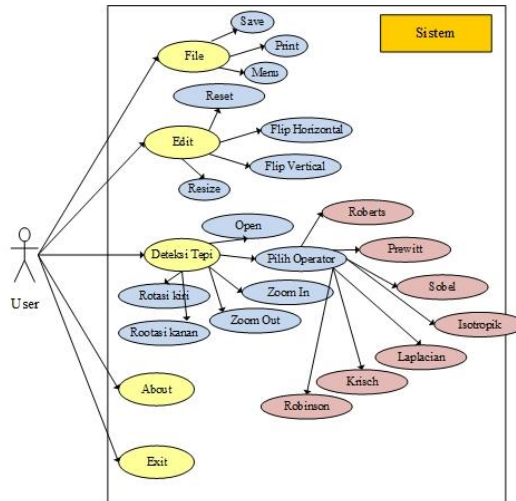 Save
Sistem
File
Print
Menu
Reset
Edit
Flip Horizontal
Flip Vertical
Resize
Roberts
Open
Deteksi Tepi
Pilih Operator
Prewitt
Sobel
User
Rotasi kiri
Zoom In
Zoom Out
Isotropik
Rootasi kanan
Laplacian
Krisch
Robinson
About
Exit